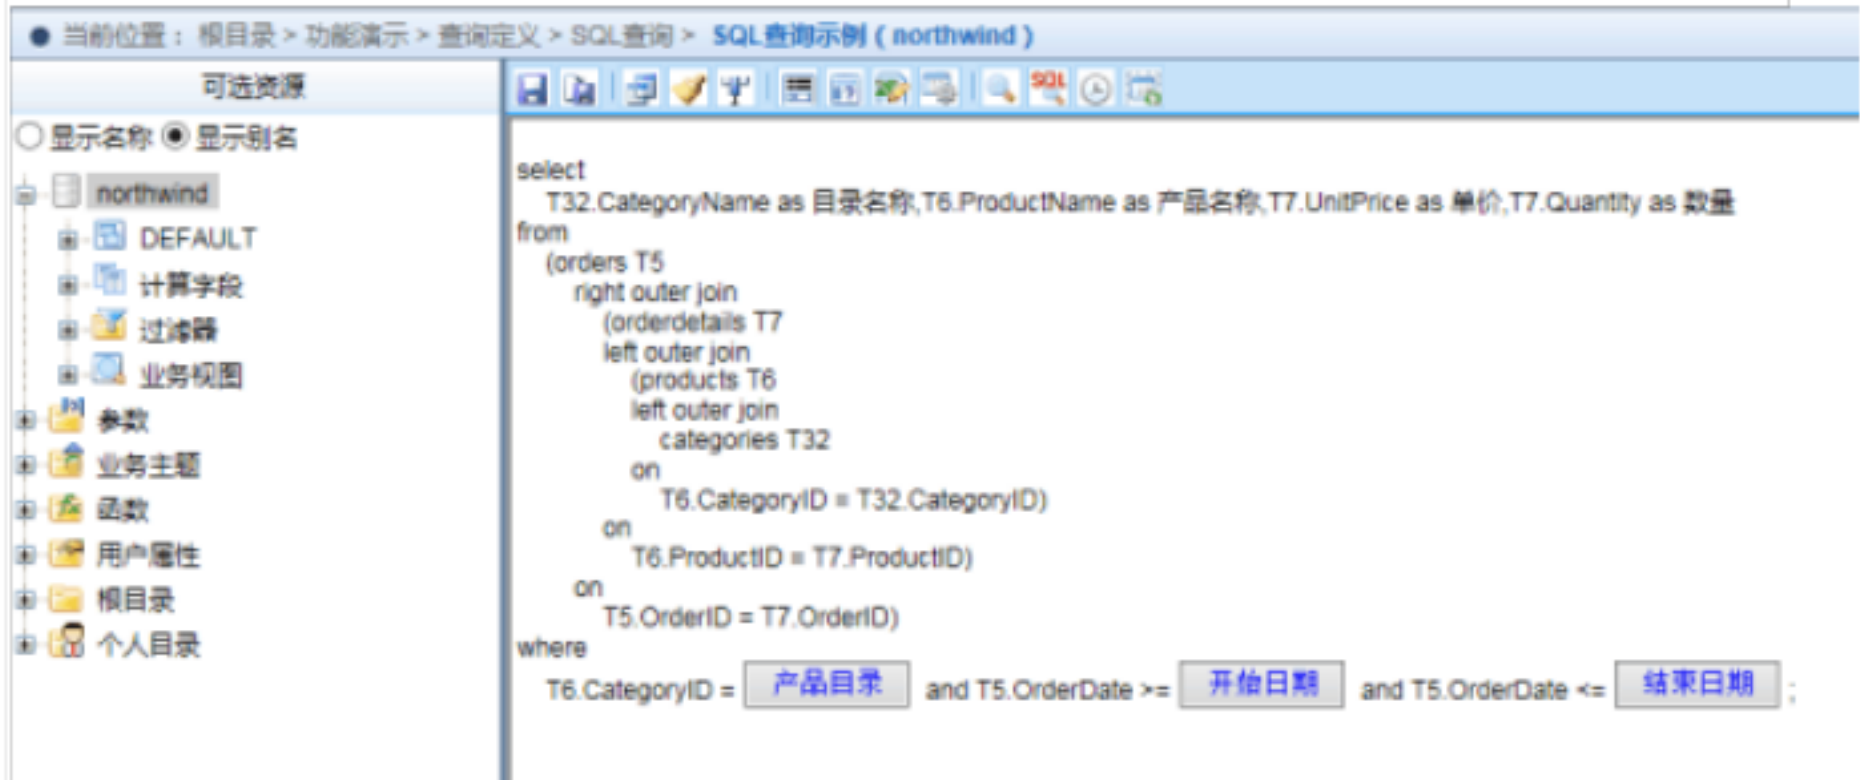 当前位置： 根目录 > 功能演示 > 查询定义 > SQL查询 > SQL查询示例 ( northwind )
可选资源
显示名称 显示别名
northwind
DEFAULT
计算字段
过滤器
业务视图
参数
业务主题
函数
用户属性
根目录
个人目录
SQL
select
T32.CategoryName as 目录名称,T6.ProductName as 产品名称,T7.UnitPrice as 单价,T7.Quantity as 数量
from
(orders T5
right outer join
(orderdetails T7
left outer join
(products T6
left outer join
categories T32
on
T6.CategoryID = T32.CategoryID)
on
T6.ProductID = T7.ProductID)
on
T5.OrderID = T7.OrderID)
where
T6.CategoryID = 产品目录 and T5.OrderDate >= 开始日期 and T5.OrderDate <= 结束日期 ;